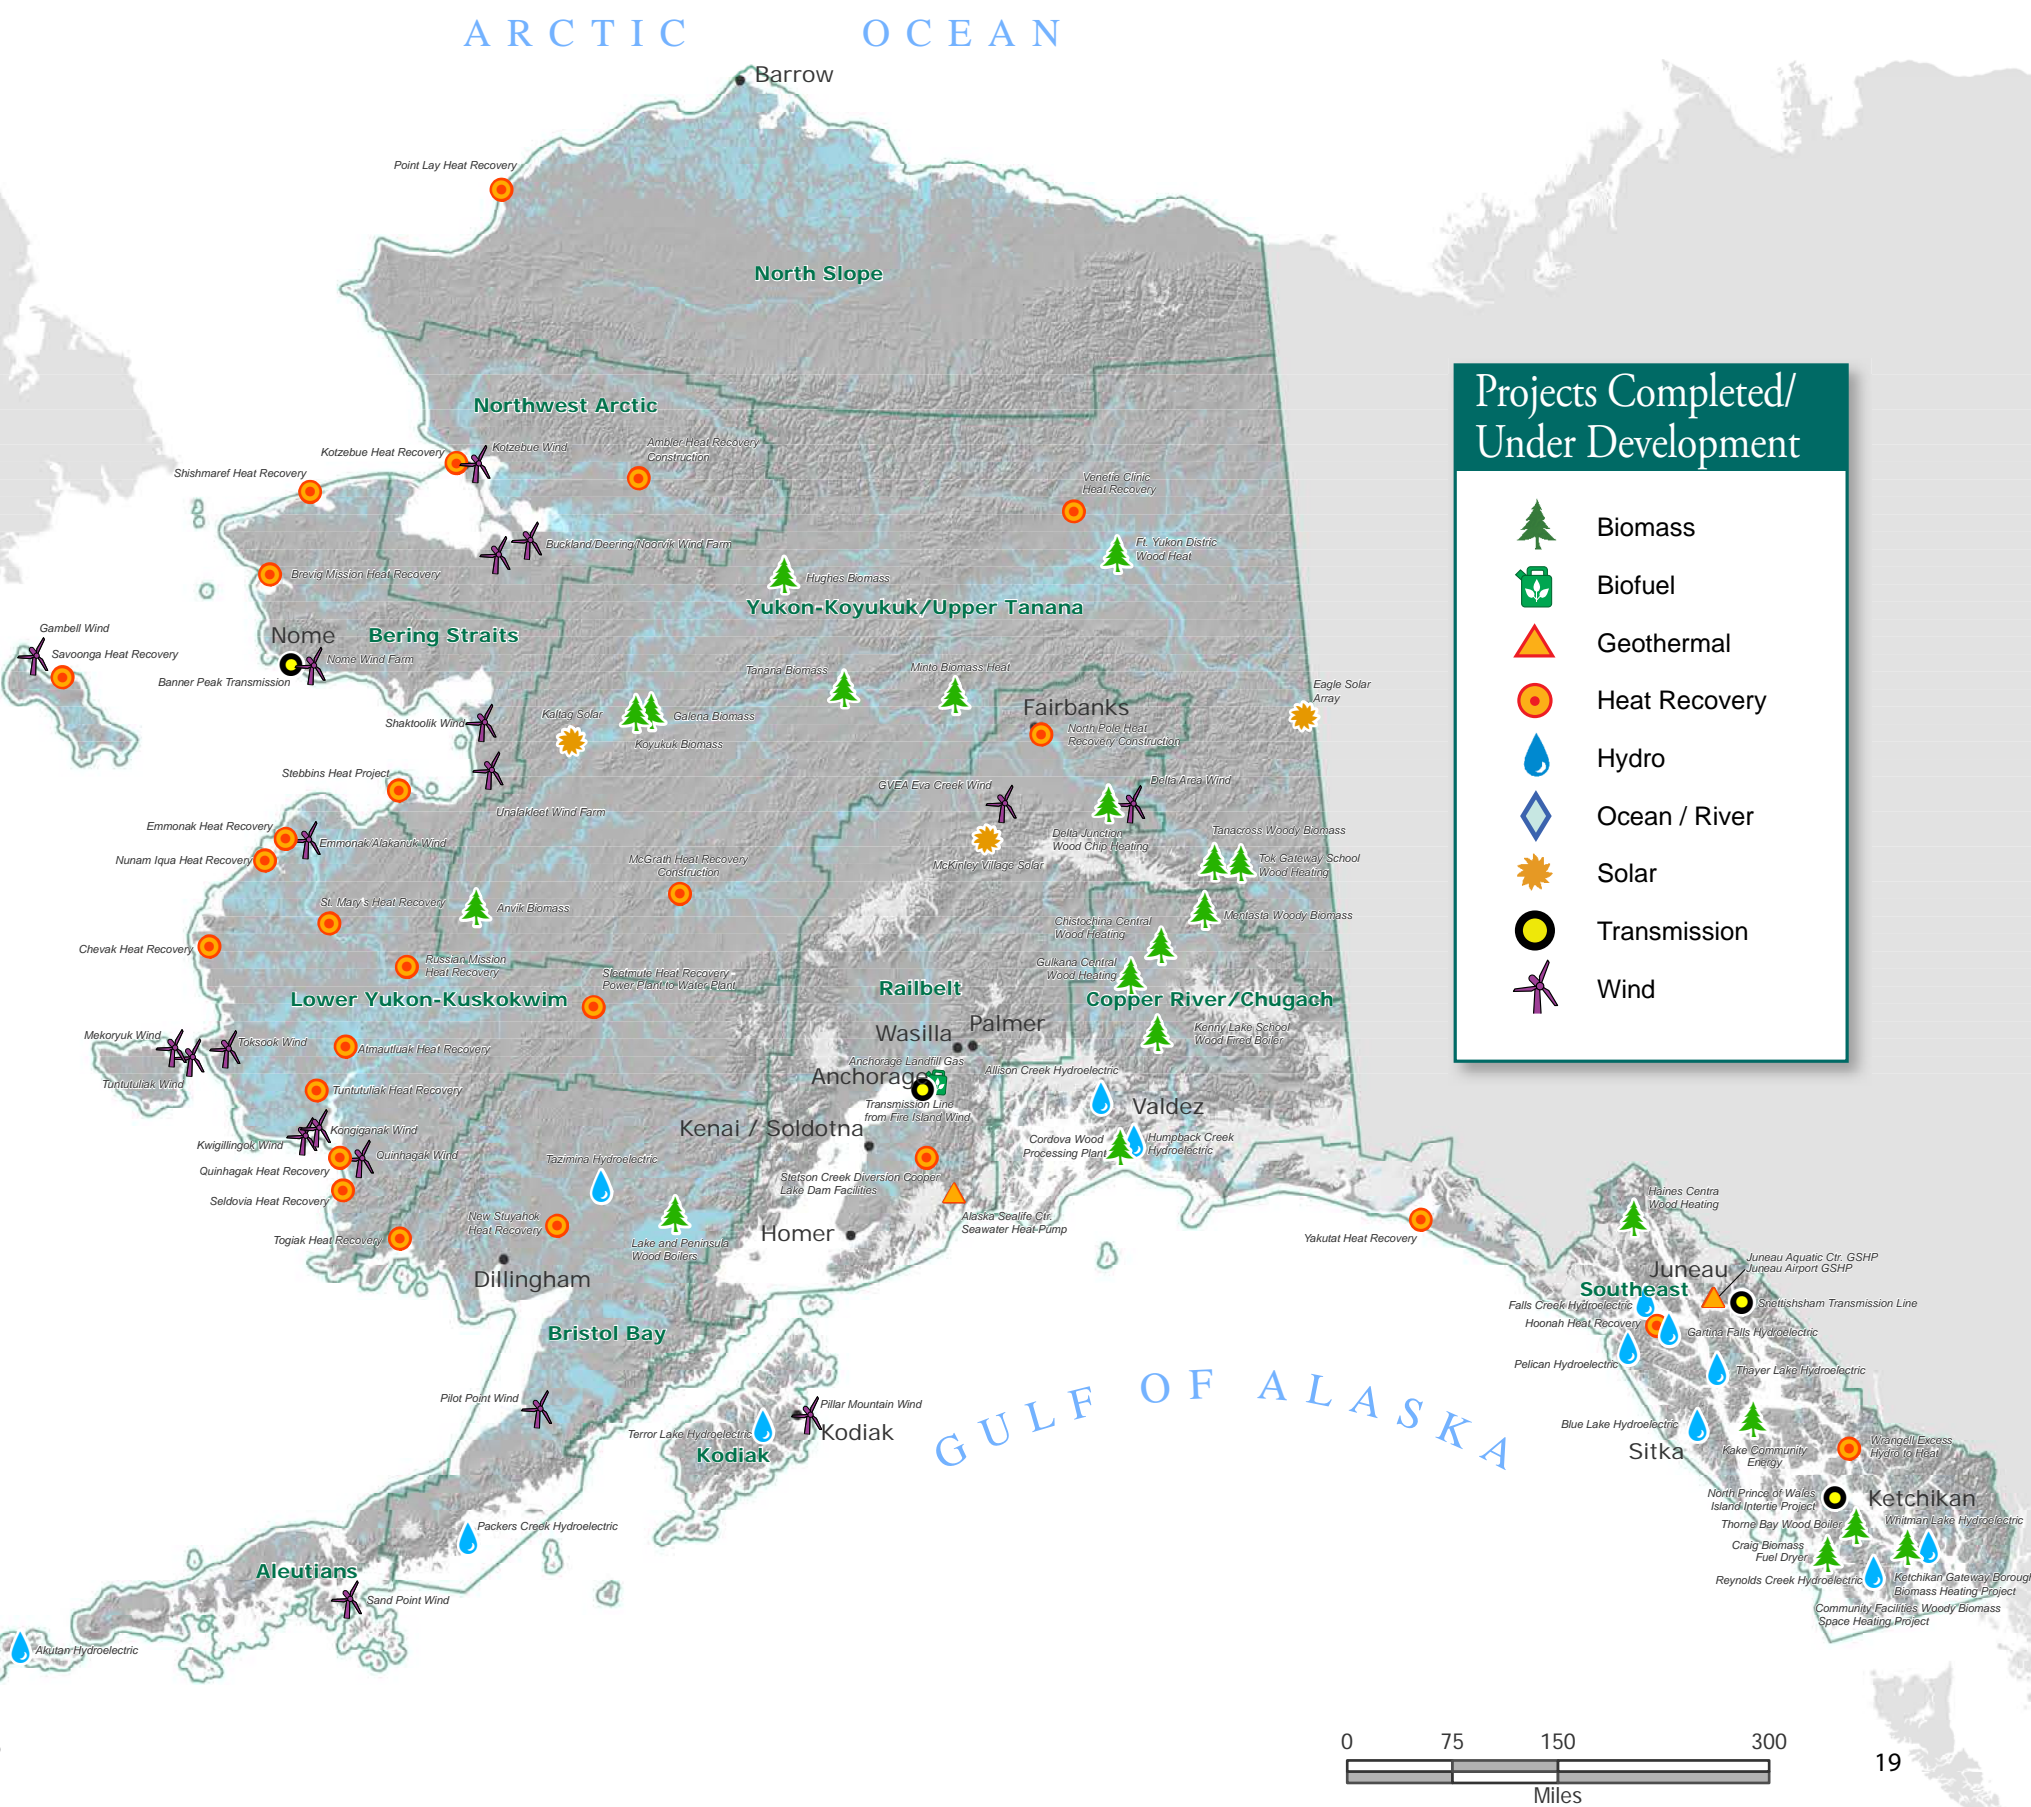 ARCTIC OCEAN
Barrow
Point Lay Heat Recovery
North Slope
Projects Completed/
Under Development
Biomass
Biofuel
Geothermal
Heat Recovery
Hydro
Ocean / River
Solar
Transmission
Wind
Northwest Arctic
Kotzebue Heat Recovery
Kotzebue Wind
Ambler Heat Recovery
Construction
Shishmaref Heat Recovery
Venetie Clinic
Heat Recovery
Buckland/Deering/Noorvik Wind Farm
Ft. Yukon Distric
Wood Heat
Brevig Mission Heat Recovery
Hughes Biomass
Yukon-Koyukuk/Upper Tanana
Gambell Wind
Savoonga Heat Recovery
Nome
Bering Straits
Nome Wind Farm
Banner Peak Transmission
Tanana Biomass
Minto Biomass Heat
Eagle Solar
Array
Shaktoolik Wind
Kaltag Solar
Galena Biomass
Koyukuk Biomass
Fairbanks
North Pole Heat
Recovery Construction
Stebbins Heat Project
Unalakleet Wind Farm
GVEA Eva Creek Wind
Delta Area Wind
Emmonak Heat Recovery
Emmonak/Alakanuk Wind
Nunam Iqua Heat Recovery
McGrath Heat Recovery
Construction
McKinley Village Solar
Delta Junction
Wood Chip Heating
Tanacross Woody Biomass
Tok Gateway School
Wood Heating
St. Mary's Heat Recovery
Anvik Biomass
Chistochina Central
Wood Heating
Mentasta Woody Biomass
Chevak Heat Recovery
Russian Mission
Heat Recovery
Sleetmute Heat Recovery
Power Plant to Water Plant
Gulkana Central
Wood Heating
Lower Yukon-Kuskokwim
Railbelt
Copper River/Chugach
Mekoryuk Wind
Toksook Wind
Atmautluak Heat Recovery
Wasilla
Palmer
Kenny Lake School
Wood Fired Boiler
Tuntutuliak Wind
Tuntutuliak Heat Recovery
Anchorage Landfill Gas
Anchorage
Allison Creek Hydroelectric
Transmission Line
from Fire Island Wind
Valdez
Kwigillingok Wind
Kongiganak Wind
Kenai / Soldotna
Cordova Wood
Processing Plant
Humpback Creek
Hydroelectric
Quinhagak Wind
Quinhagak Heat Recovery
Tazimina Hydroelectric
Stetson Creek Diversion Cooper
Lake Dam Facilities
Seldovia Heat Recovery
New Stuyahok
Heat Recovery
Alaska Sealife Ctr.
Seawater Heat Pump
Haines Centra
Wood Heating
Togiak Heat Recovery
Lake and Peninsula
Wood Boilers
Homer
Yakutat Heat Recovery
Dillingham
Juneau Aquatic Ctr. GSHP
Juneau Airport GSHP
Juneau
Southeast
Falls Creek Hydroelectric
Snettishsham Transmission Line
Bristol Bay
Hoonah Heat Recovery
Gartina Falls Hydroelectric
Pelican Hydroelectric
Thayer Lake Hydroelectric
GULF OF ALASKA
Pilot Point Wind
Pillar Mountain Wind
Terror Lake Hydroelectric
Kodiak
Kodiak
Blue Lake Hydroelectric
Sitka
Kake Community
Energy
Wrangell Excess
Hydro to Heat
North Prince of Wales
Island Intertie Project
Ketchikan
Packers Creek Hydroelectric
Thorne Bay Wood Boiler
Whitman Lake Hydroelectric
Craig Biomass
Fuel Dryer
Aleutians
Reynolds Creek Hydroelectric
Ketchikan Gateway Boroug
Biomass Heating Project
Sand Point Wind
Community Facilities Woody Biomass
Space Heating Project
Akutan Hydroelectric
0 75 150 300
Miles
19